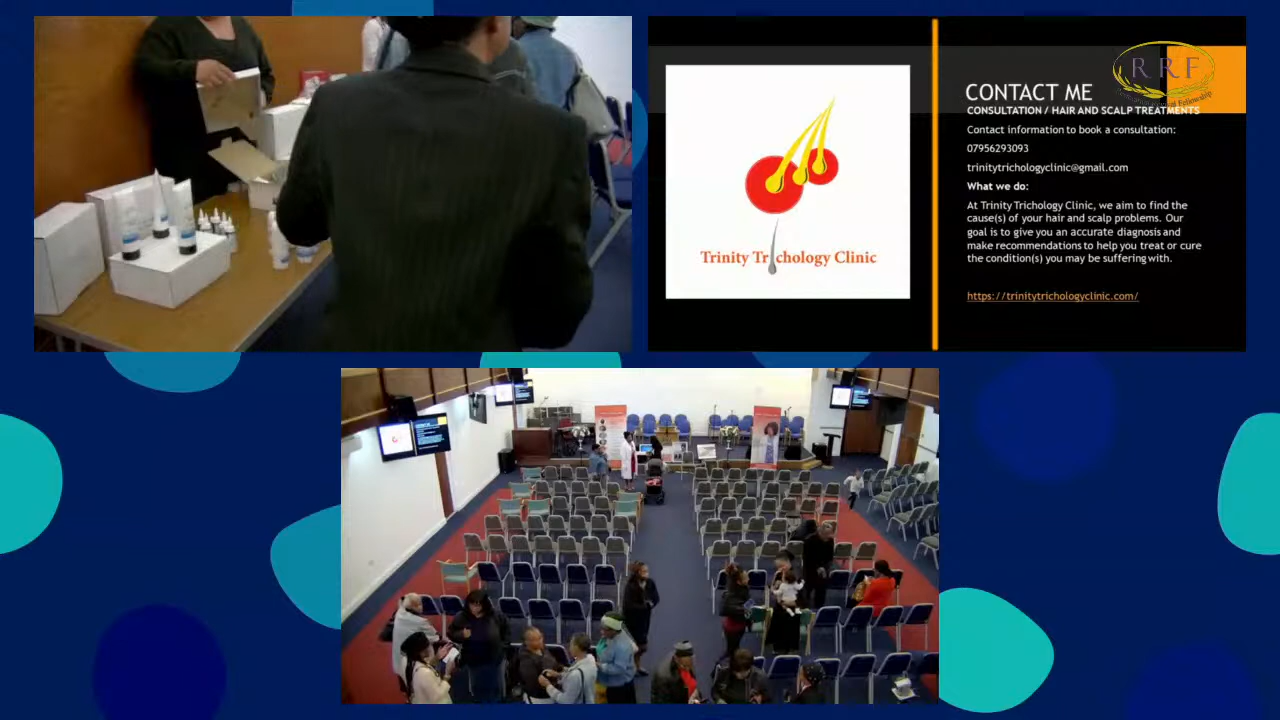 R R F
CONTACT ME
CONSULTATION / HAIR AND SCALP TREATMENTS
Contact information to book a consultation:
07956293093
trinitytrichologyclinic@gmail.com
What we do:
At Trinity Trichology Clinic, we aim to find the
cause(s) of your hair and scalp problems. Our
goal is to give you an accurate diagnosis and
make recommendations to help you treat or cure
the condition(s) you may be suffering with.
https://trinitytrichologyclinic.com/
Trinity Trichology Clinic